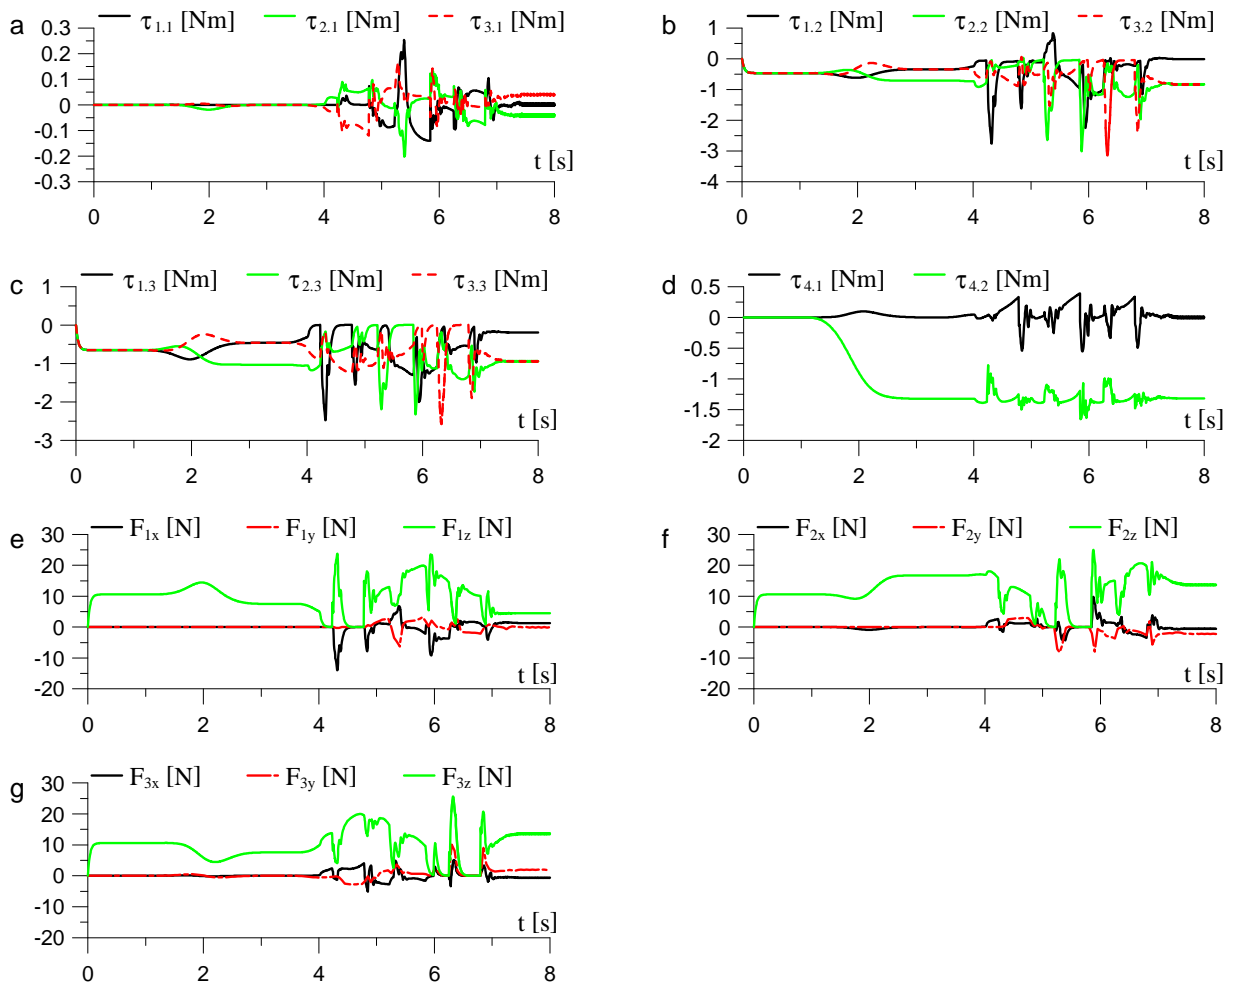 a
τ1.1 [Nm] τ2.1 [Nm] τ3.1 [Nm]
0.3
0.2
0.1
0
-0.1
-0.2
-0.3
t [s]
0 2 4 6 8
b
τ1.2 [Nm] τ2.2 [Nm] τ3.2 [Nm]
1
0
-1
-2
-3
-4
t [s]
0 2 4 6 8
c
τ1.3 [Nm] τ2.3 [Nm] τ3.3 [Nm]
1
0
-1
-2
-3
t [s]
0 2 4 6 8
d
τ4.1 [Nm] τ4.2 [Nm]
0.5
0
-0.5
-1
-1.5
-2
t [s]
0 2 4 6 8
e
F1x [N] F1y [N] F1z [N]
30
20
10
0
-10
-20
t [s]
0 2 4 6 8
f
F2x [N] F2y [N] F2z [N]
30
20
10
0
-10
-20
t [s]
0 2 4 6 8
g
F3x [N] F3y [N] F3z [N]
30
20
10
0
-10
-20
t [s]
0 2 4 6 8